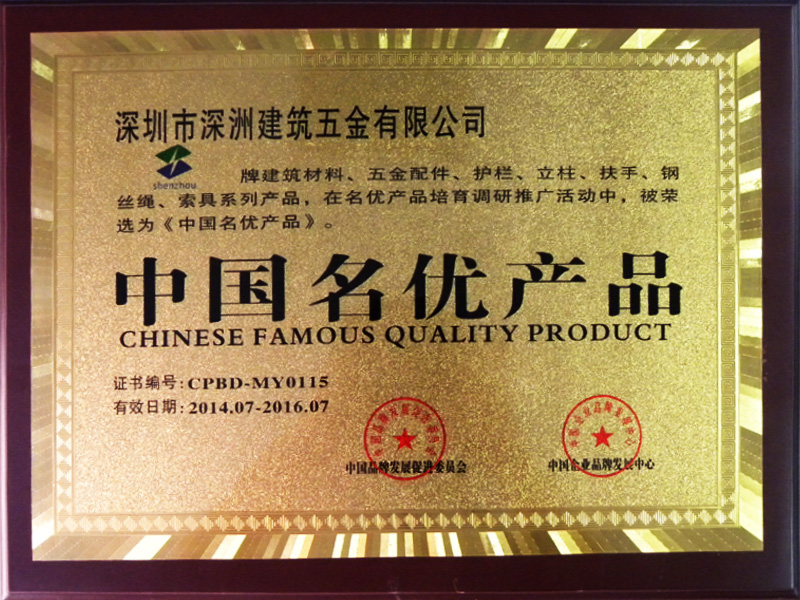 深圳市深洲建筑五金有限公司
shenzhou
牌建筑材料、五金配件、护栏、立柱、扶手、钢
丝绳、索具系列产品，在名优产品培育调研推广活动中，被荣
选为《中国名优产品》。
中国名优产品
CHINESE FAMOUS QUALITY PRODUCT
证书编号:CPBD-MY0115
有效日期:2014.07-2016.07
中国品牌发展促进委员会
中国企业品牌发展中心